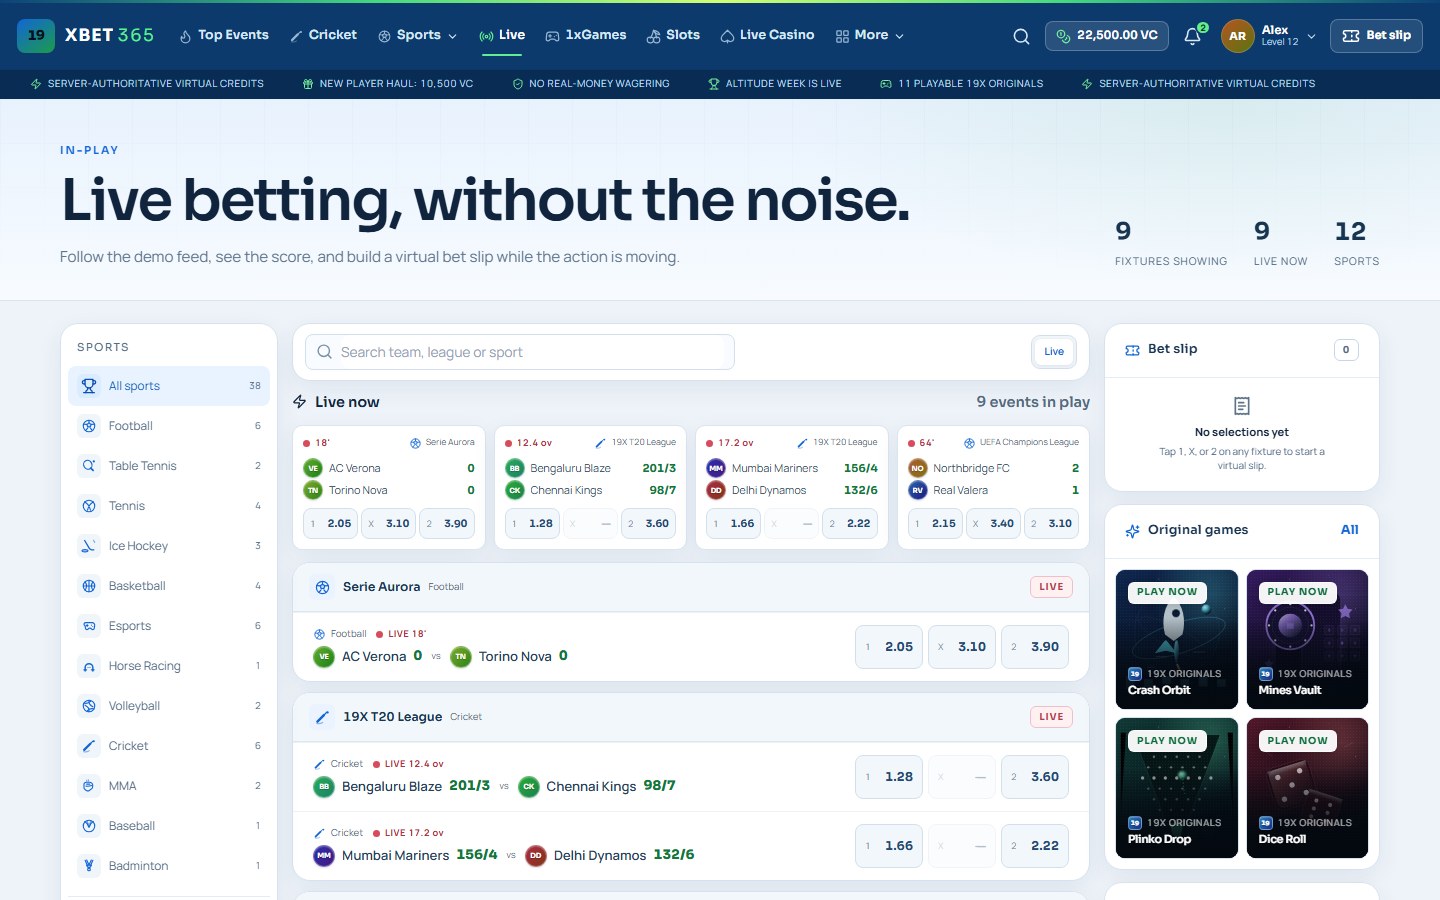 19 XBET 365 Top Events Cricket Sports Live 1xGames Slots Live Casino More 22,500.00 VC 2 AR Alex Level 12 Bet slip
SERVER-AUTHORITATIVE VIRTUAL CREDITS NEW PLAYER HAUL: 10,500 VC NO REAL-MONEY WAGERING ALTITUDE WEEK IS LIVE 11 PLAYABLE 19X ORIGINALS SERVER-AUTHORITATIVE VIRTUAL CREDITS
IN-PLAY
Live betting, without the noise.
Follow the demo feed, see the score, and build a virtual bet slip while the action is moving.
9 9 12
FIXTURES SHOWING LIVE NOW SPORTS
SPORTS
All sports 38
Football 6
Table Tennis 2
Tennis 4
Ice Hockey 3
Basketball 4
Esports 6
Horse Racing 1
Volleyball 2
Cricket 6
MMA 2
Baseball 1
Badminton 1
Search team, league or sport Live
Live now 9 events in play
18' Serie Aurora
VE AC Verona 0
TN Torino Nova 0
1 2.05 X 3.10 2 3.90
12.4 ov 19X T20 League
BB Bengaluru Blaze 201/3
CK Chennai Kings 98/7
1 1.28 X — 2 3.60
17.2 ov 19X T20 League
MM Mumbai Mariners 156/4
DD Delhi Dynamos 132/6
1 1.66 X — 2 2.22
64' UEFA Champions League
NO Northbridge FC 2
RV Real Valera 1
1 2.15 X 3.40 2 3.10
Serie Aurora Football LIVE
Football LIVE 18'
VE AC Verona 0 vs TN Torino Nova 0 1 2.05 X 3.10 2 3.90
19X T20 League Cricket LIVE
Cricket LIVE 12.4 ov
BB Bengaluru Blaze 201/3 vs CK Chennai Kings 98/7 1 1.28 X — 2 3.60
Cricket LIVE 17.2 ov
MM Mumbai Mariners 156/4 vs DD Delhi Dynamos 132/6 1 1.66 X — 2 2.22
Bet slip 0
No selections yet
Tap 1, X, or 2 on any fixture to start a
virtual slip.
Original games All
PLAY NOW
19 19X ORIGINALS
Crash Orbit
PLAY NOW
19 19X ORIGINALS
Mines Vault
PLAY NOW
19 19X ORIGINALS
Plinko Drop
PLAY NOW
19 19X ORIGINALS
Dice Roll